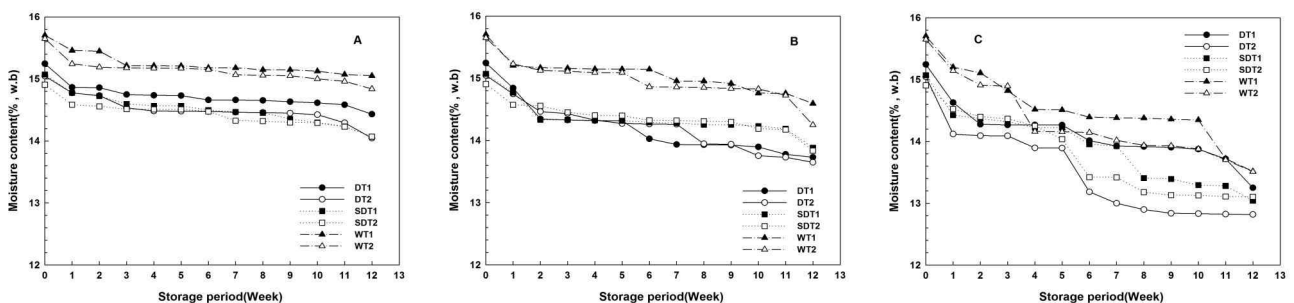 A
Moisture content(% , w.b)
16
15
14
13
12
0 1 2 3 4 5 6 7 8 9 10 11 12 13
Storage period(Week)
DT1
DT2
SDT1
SDT2
WT1
WT2
B
Moisture content(% , w.b)
16
15
14
13
12
0 1 2 3 4 5 6 7 8 9 10 11 12 13
Storage period(Week)
DT1
DT2
SDT1
SDT2
WT1
WT2
C
Moisture content(% , w.b)
16
15
14
13
12
0 1 2 3 4 5 6 7 8 9 10 11 12 13
Storage period(Week)
DT1
DT2
SDT1
SDT2
WT1
WT2